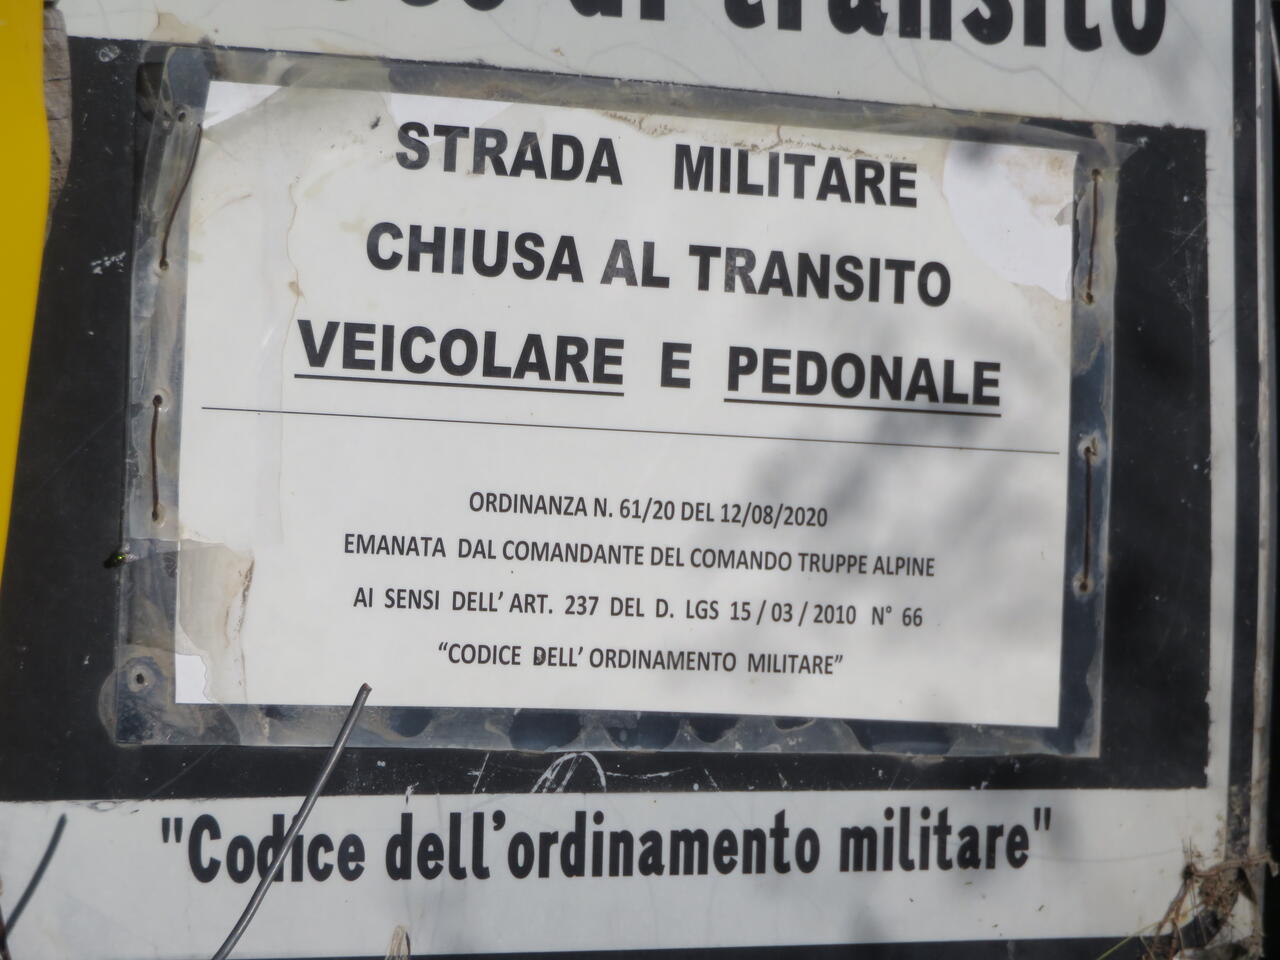 di transito
STRADA MILITARE
CHIUSA AL TRANSITO
VEICOLARE E PEDONALE
ORDINANZA N. 61/20 DEL 12/08/2020
EMANATA DAL COMANDANTE DEL COMANDO TRUPPE ALPINE
AI SENSI DELL' ART. 237 DEL D. LGS 15 / 03 / 2010 N° 66
“CODICE DELL' ORDINAMENTO MILITARE”
"Codice dell'ordinamento militare"